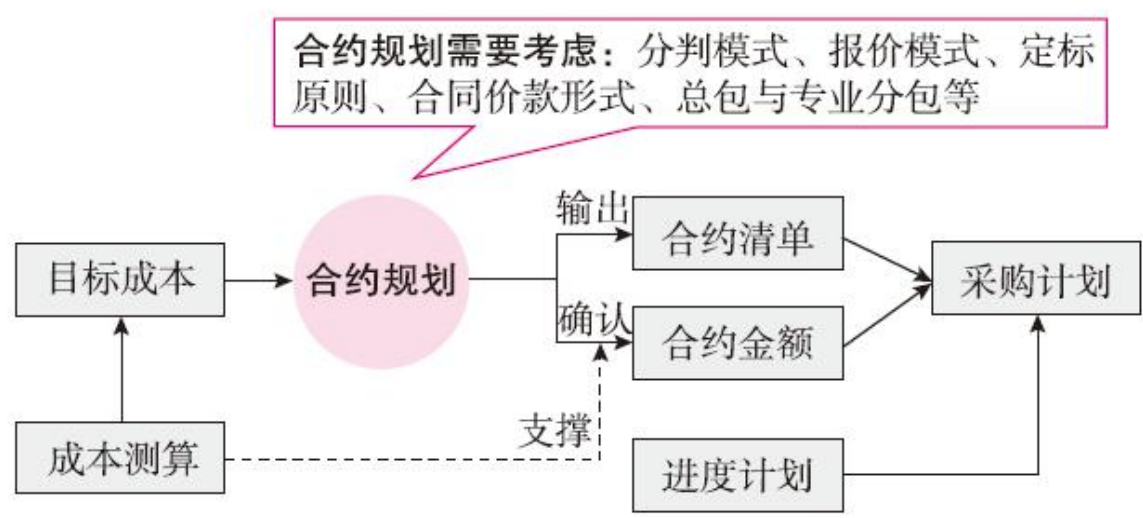 合约规划需要考虑：分判模式、报价模式、定标
原则、合同价款形式、总包与专业分包等
输出
合约清单
目标成本
合约规划
采购计划
确认
合约金额
支撑
成本测算
进度计划